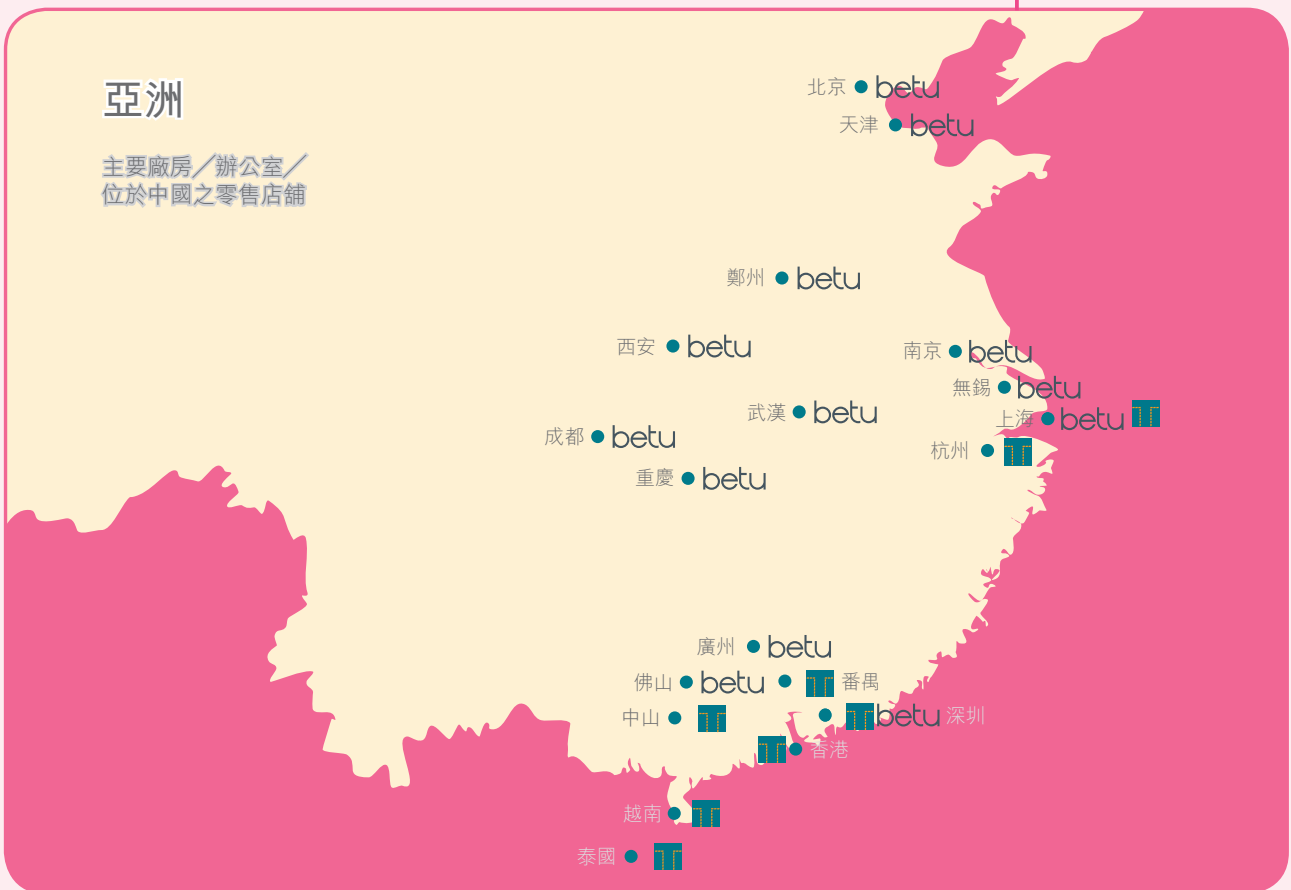 亞洲
主要廠房／辦公室／
位於中國之零售店舖
北京 betu
天津 betu
鄭州 betu
西安 betu
南京 betu
無錫 betu
武漢 betu
上海 betu
成都 betu
杭州
重慶 betu
廣州 betu
佛山 betu
番禺
中山
betu 深圳
香港
越南
泰國